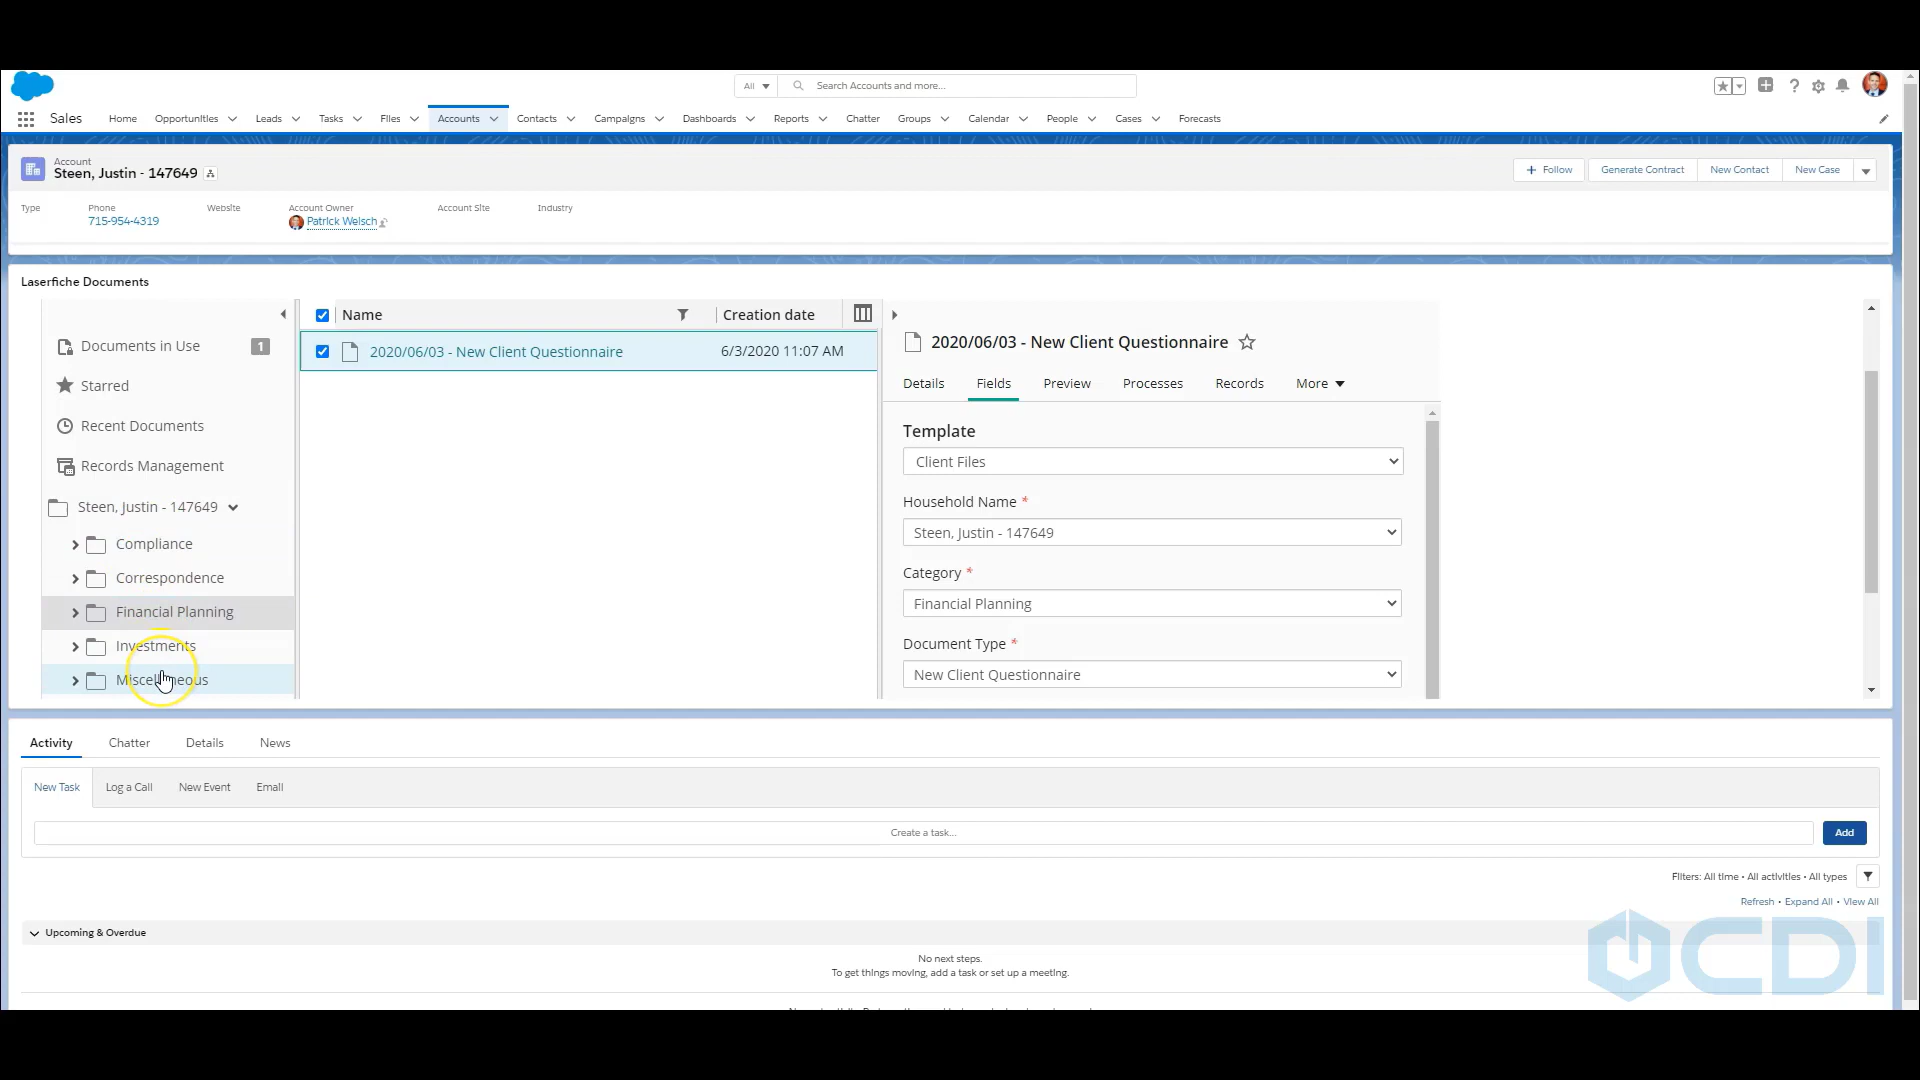 All
Search Accounts and more...
Sales
Home
Opportunities
Leads
Tasks
Files
Accounts
Contacts
Campaigns
Dashboards
Reports
Chatter
Groups
Calendar
People
Cases
Forecasts
Account
Steen, Justin - 147649
Follow
Generate Contract
New Contact
New Case
Type
Phone
Website
Account Owner
Account Site
Industry
715-954-4319
Patrick Welsch
Laserfiche Documents
Documents in Use
1
Starred
Recent Documents
Records Management
Steen, Justin - 147649
Compliance
Correspondence
Financial Planning
Investments
Miscellaneous
Name
Creation date
2020/06/03 - New Client Questionnaire
6/3/2020 11:07 AM
2020/06/03 - New Client Questionnaire
Details
Fields
Preview
Processes
Records
More
Template
Client Files
Household Name *
Steen, Justin - 147649
Category *
Financial Planning
Document Type *
New Client Questionnaire
Activity
Chatter
Details
News
New Task
Log a Call
New Event
Email
Create a task...
Add
Filters: All time • All activities • All types
Refresh • Expand All • View All
Upcoming & Overdue
No next steps.
To get things moving, add a task or set up a meeting.
CDI